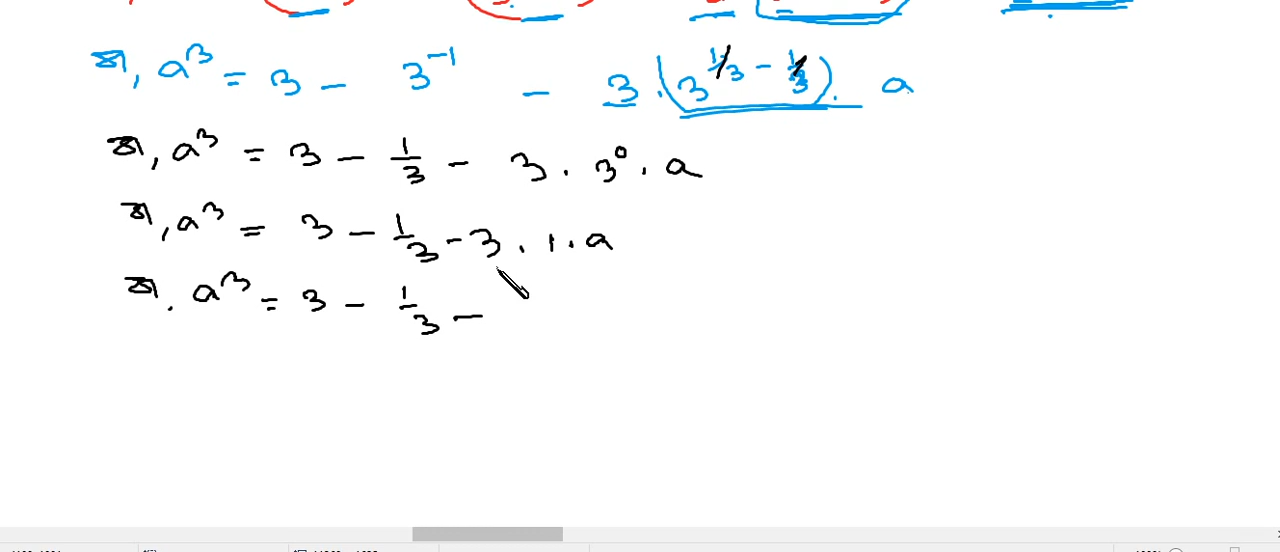 বা, a³ = 3 - 3⁻¹ - 3 · (3^{1/3 - 1/3}) · a
বা, a³ = 3 - 1/3 - 3 · 3⁰ · a
বা, a³ = 3 - 1/3 - 3 · 1 · a
বা, a³ = 3 - 1/3 -